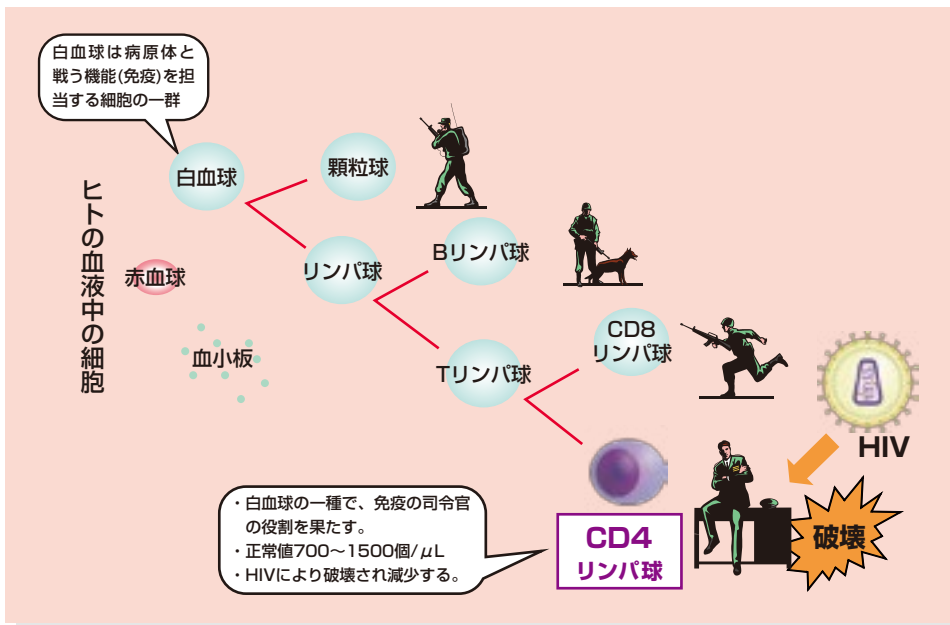 白血球は病原体と
戦う機能(免疫)を担
当する細胞の一群
ヒトの血液中の細胞
白血球
顆粒球
赤血球
リンパ球
Bリンパ球
血小板
Tリンパ球
CD8
リンパ球
HIV
・白血球の一種で、免疫の司令官
の役割を果たす。
・正常値700〜1500個/μL
・HIVにより破壊され減少する。
CD4
リンパ球
破壊